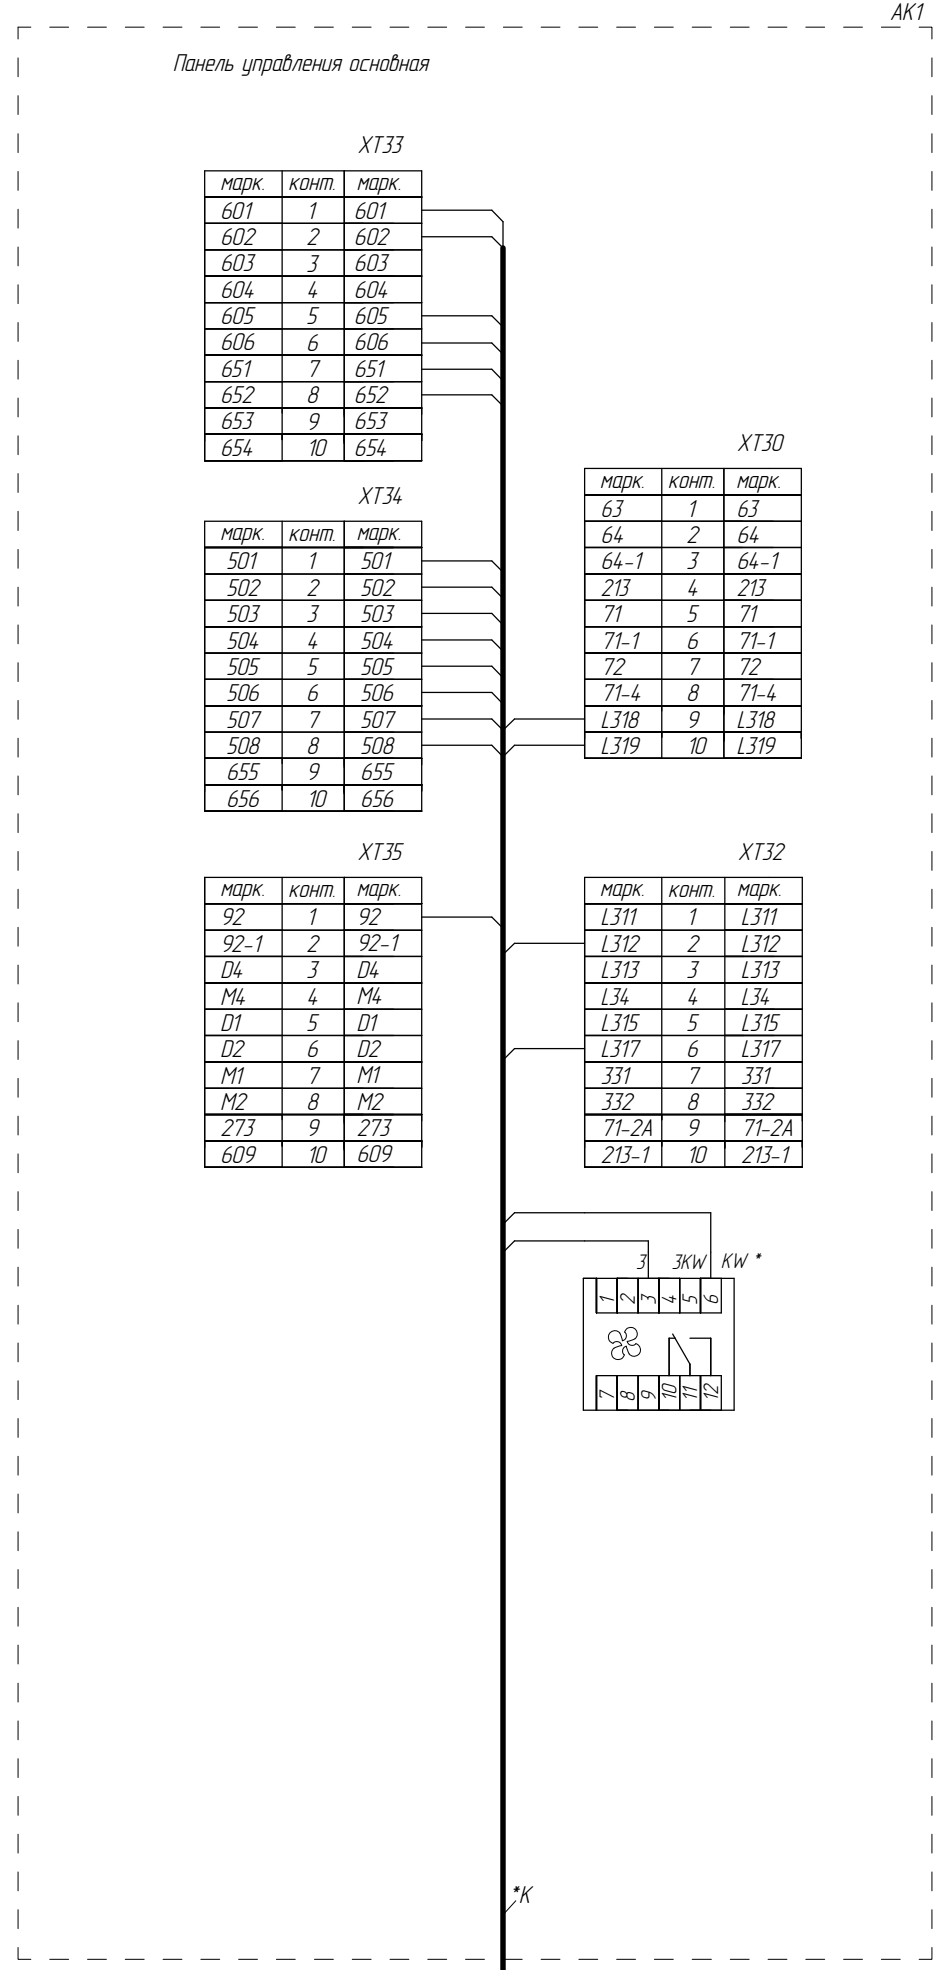 АК1
Панель управления основная
XT33
марк. конт. марк.
601 1 601
602 2 602
603 3 603
604 4 604
605 5 605
606 6 606
651 7 651
652 8 652
653 9 653
654 10 654
XT34
марк. конт. марк.
501 1 501
502 2 502
503 3 503
504 4 504
505 5 505
506 6 506
507 7 507
508 8 508
655 9 655
656 10 656
XT35
марк. конт. марк.
92 1 92
92-1 2 92-1
D4 3 D4
M4 4 M4
D1 5 D1
D2 6 D2
M1 7 M1
M2 8 M2
273 9 273
609 10 609
XT30
марк. конт. марк.
63 1 63
64 2 64
64-1 3 64-1
213 4 213
71 5 71
71-1 6 71-1
72 7 72
71-4 8 71-4
L318 9 L318
L319 10 L319
XT32
марк. конт. марк.
L311 1 L311
L312 2 L312
L313 3 L313
L34 4 L34
L315 5 L315
L317 6 L317
331 7 331
332 8 332
71-2A 9 71-2A
213-1 10 213-1
3 3KW KW *
1 2 3 4 5 6
7 8 9 10 11 12
*K